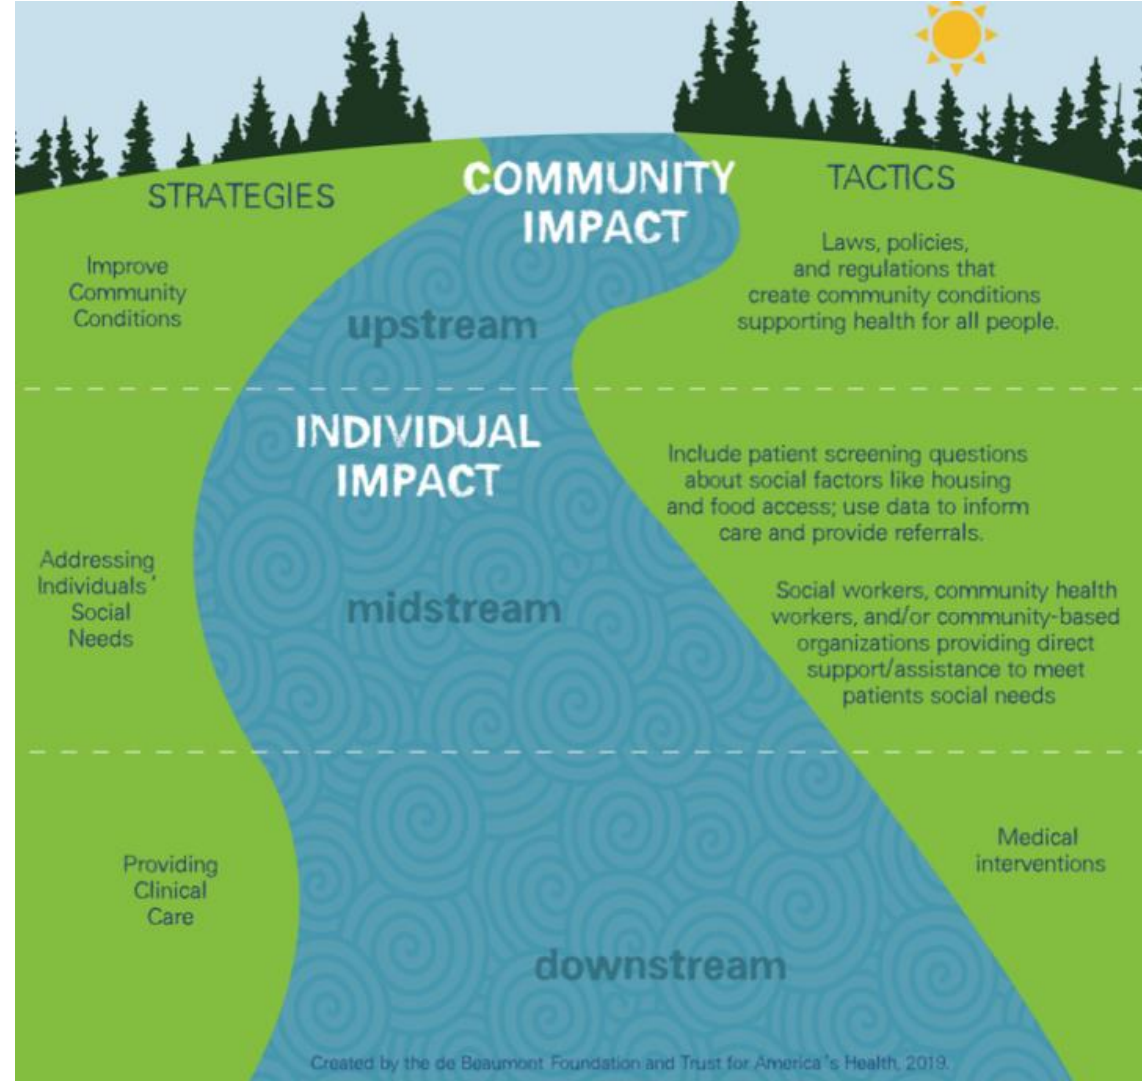 STRATEGIES
COMMUNITY
IMPACT
TACTICS
Improve
Community
Conditions
upstream
Laws, policies,
and regulations that
create community conditions
supporting health for all people.
INDIVIDUAL
IMPACT
Addressing
Individuals'
Social
Needs
midstream
Include patient screening questions
about social factors like housing
and food access; use data to inform
care and provide referrals.
Social workers, community health
workers, and/or community-based
organizations providing direct
support/assistance to meet
patients social needs
Providing
Clinical
Care
downstream
Medical
interventions
Created by the de Beaumont Foundation and Trust for America's Health, 2019.